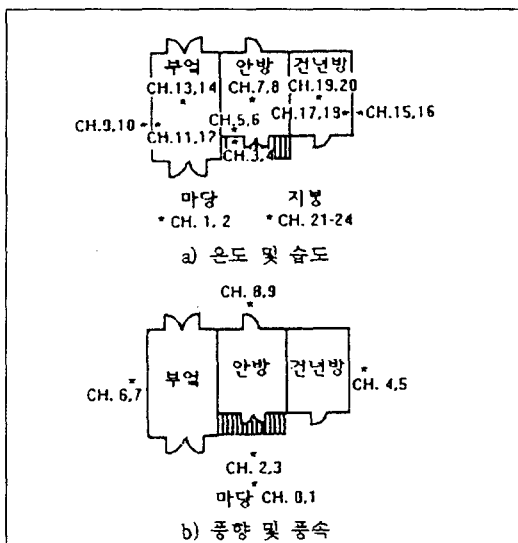 부엌 안방 건넌방
CH.13,14 CH.7,8 CH.19,20
CH.9,10 CH.5,6 CH.17,18 CH.15,16
CH.11,12
CH.3,4
마당 지붕
* CH. 1, 2 * CH. 21-24
a) 온도 및 습도
CH. 8,9
부엌 안방 건넌방
CH. 6,7 CH. 4,5
CH. 2,3
마당 CH. 0,1
b) 풍향 및 풍속